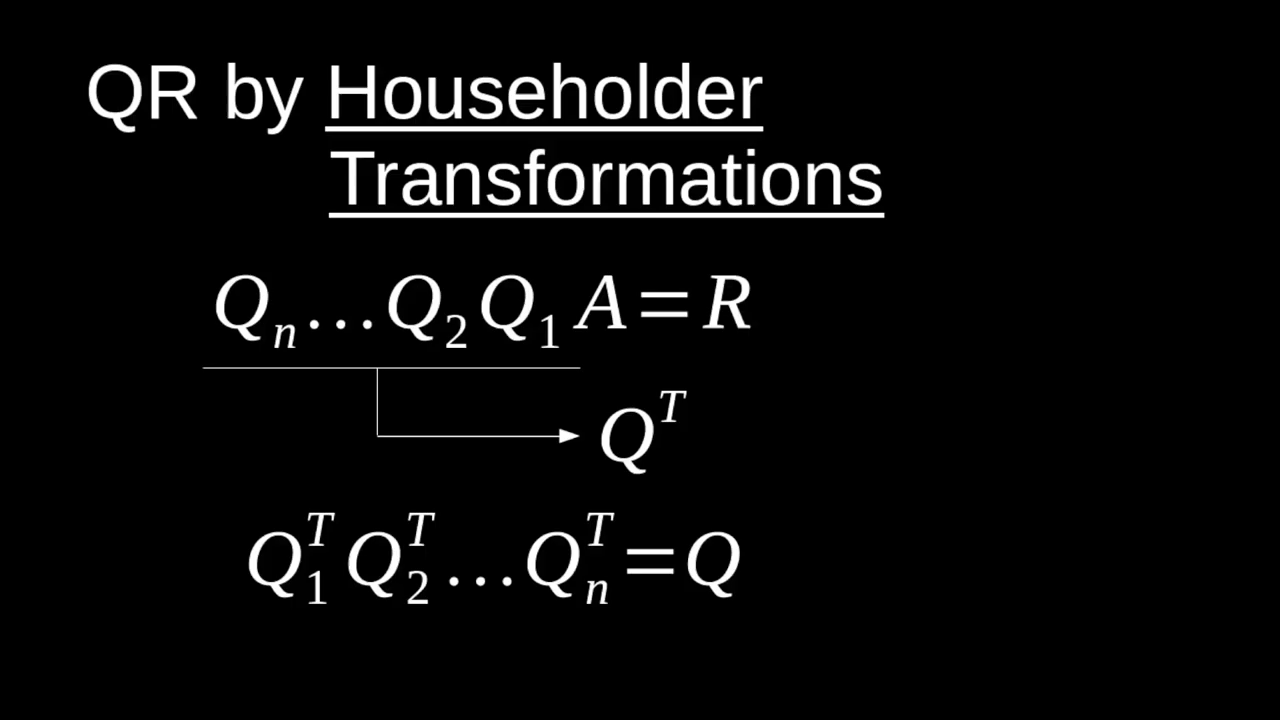 QR by Householder
Transformations
Qₙ…Q₂Q₁A=R
Qᵀ
Q₁ᵀQ₂ᵀ…Qₙᵀ=Q